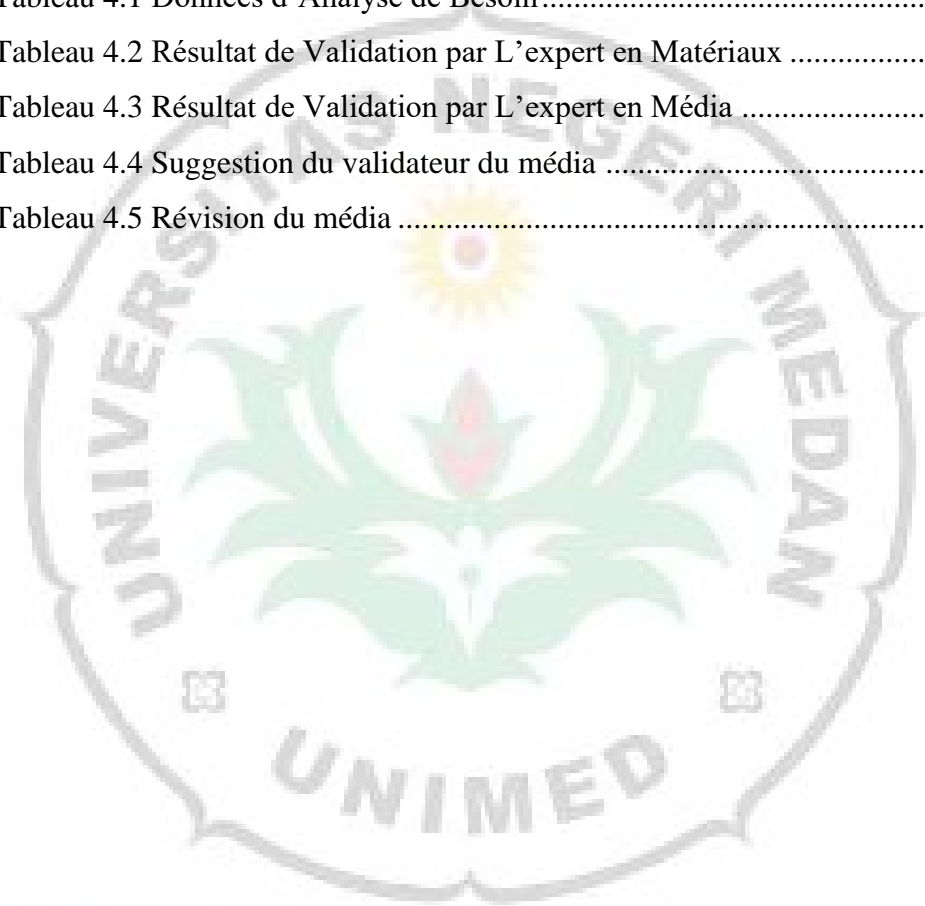 Tableau 4.1 Données d'Analyse de Besoin
Tableau 4.2 Résultat de Validation par L'expert en Matériaux ..................
Tableau 4.3 Résultat de Validation par L'expert en Média ........................
Tableau 4.4 Suggestion du validateur du média ........................................
Tableau 4.5 Révision du média ..................................................................
UNIVERSITAS NEGERI MEDAN
UNIMED